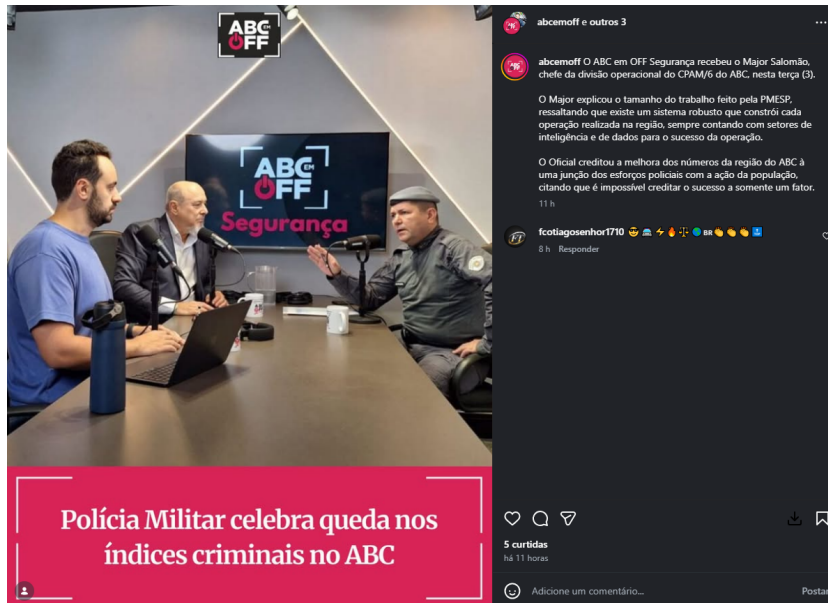 ABC EM
OFF
ABC EM
OFF
Segurança
Polícia Militar celebra queda nos
índices criminais no ABC
abcemoff e outros 3
abcemoff O ABC em OFF Segurança recebeu o Major Salomão,
chefe da divisão operacional do CPAM/6 do ABC, nesta terça (3).
O Major explicou o tamanho do trabalho feito pela PMESP,
ressaltando que existe um sistema robusto que constrói cada
operação realizada na região, sempre contando com setores de
inteligência e de dados para o sucesso da operação.
O Oficial creditou a melhora dos números da região do ABC à
uma junção dos esforços policiais com a ação da população,
citando que é impossível creditar o sucesso a somente um fator.
11 h
fcotiagosenhor1710 BR
8 h Responder
5 curtidas
há 11 horas
Adicione um comentário...
Postar